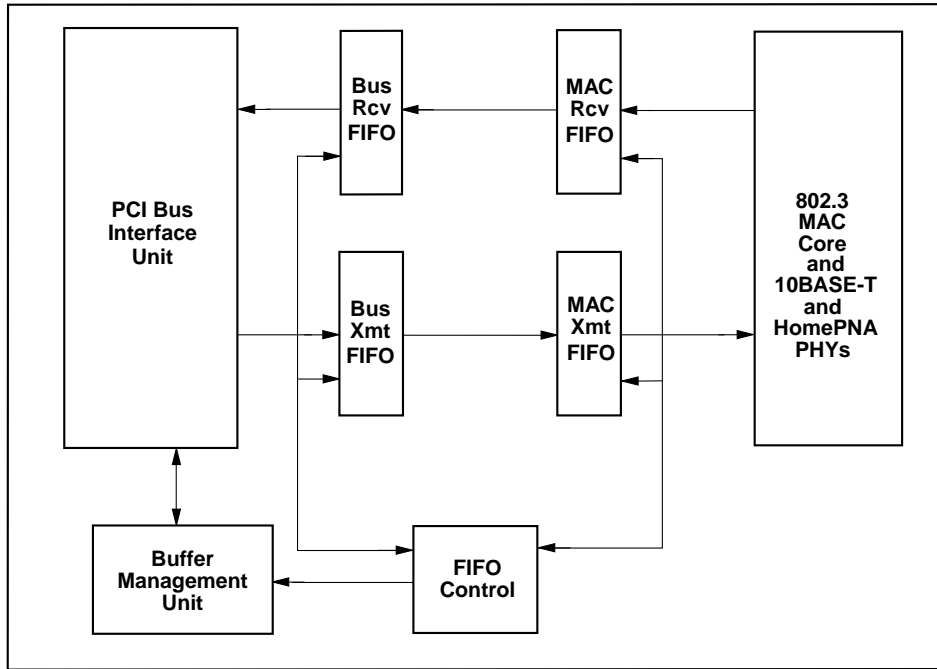 PCI Bus
Interface
Unit
Bus
Rcv
FIFO
MAC
Rcv
FIFO
802.3
MAC
Core
and
10BASE-T
and
HomePNA
PHYs
Bus
Xmt
FIFO
MAC
Xmt
FIFO
Buffer
Management
Unit
FIFO
Control